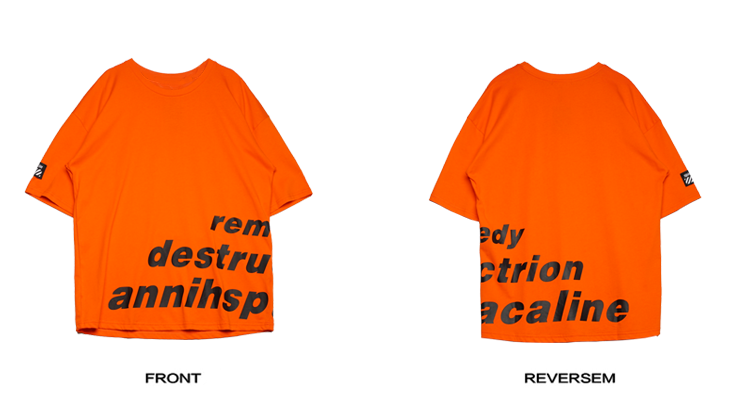 rem
destru
annihsp
edy
ctrion
acaline
FRONT
REVERSEM